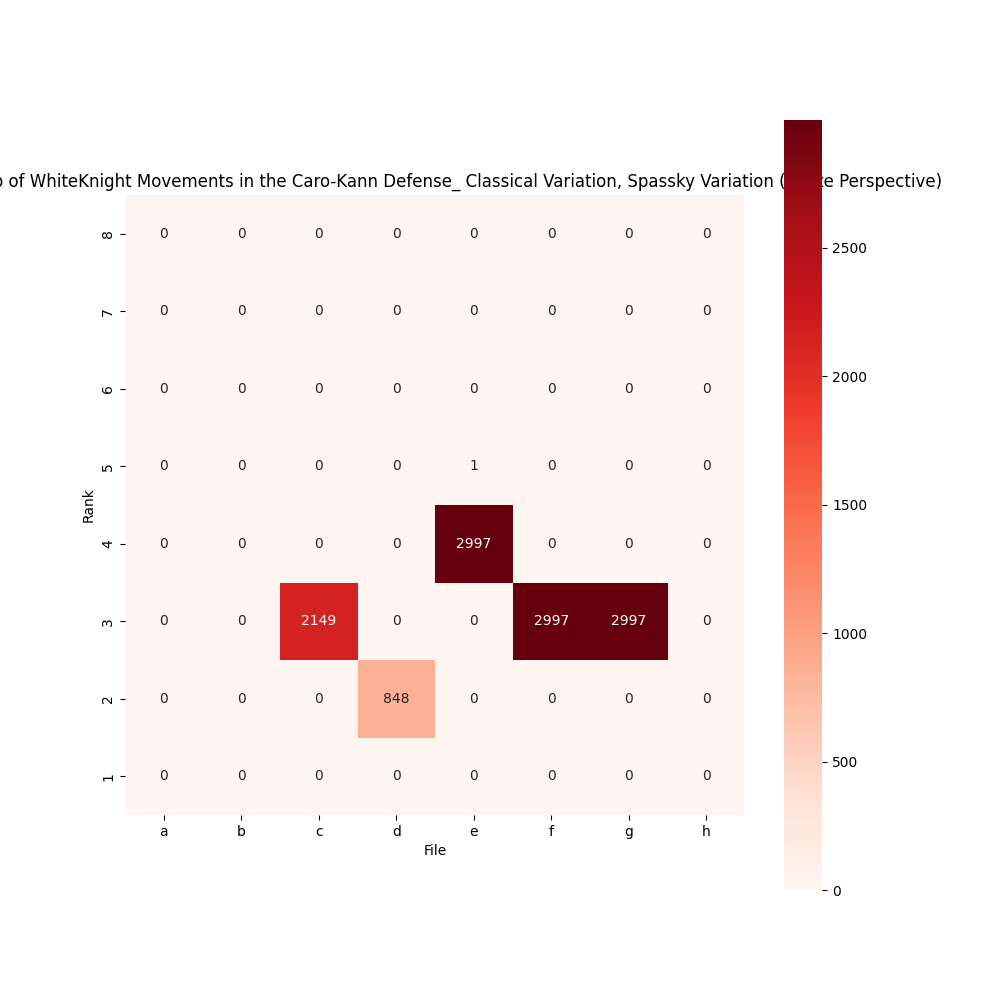 of WhiteKnight Movements in the Caro-Kann Defense_ Classical Variation, Spassky Variation ( e Perspective)
8 0 0 0 0 0 0 0 0
7 0 0 0 0 0 0 0 0
6 0 0 0 0 0 0 0 0
5 0 0 0 0 1 0 0 0
4 0 0 0 0 2997 0 0 0
3 0 0 2149 0 0 2997 2997 0
2 0 0 0 848 0 0 0 0
1 0 0 0 0 0 0 0 0
a b c d e f g h
Rank
File
2500
2000
1500
1000
500
0